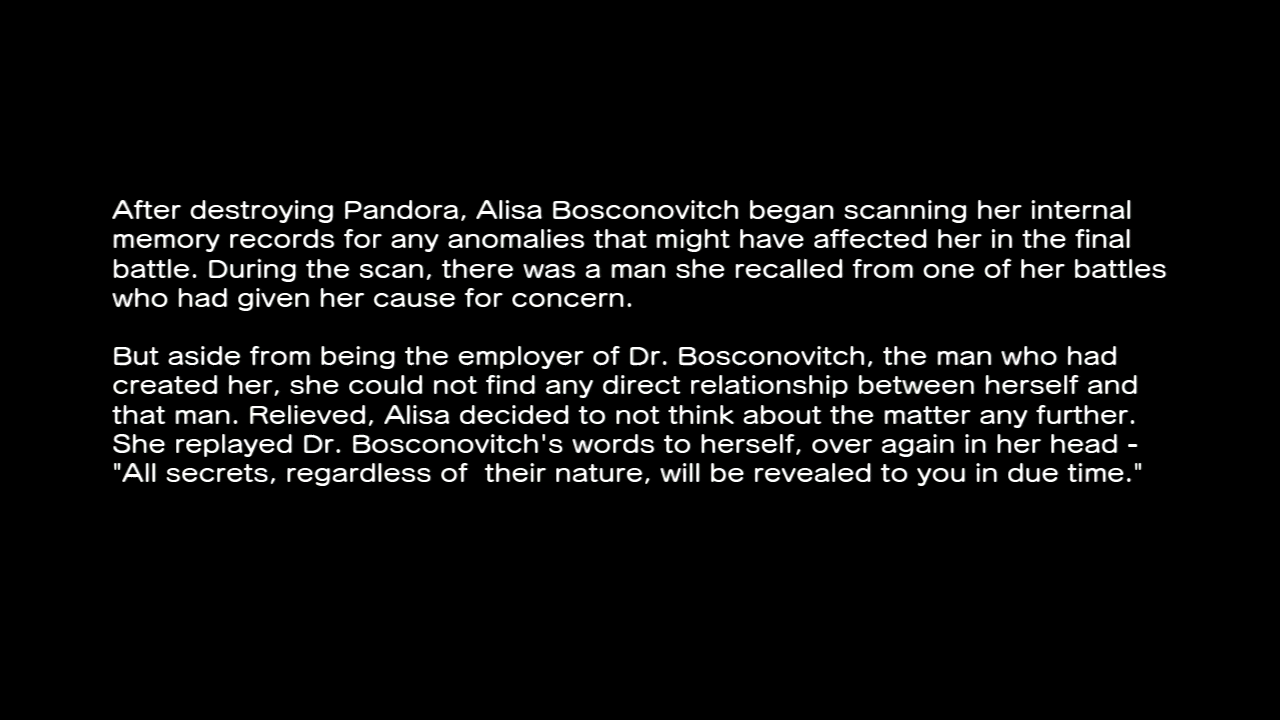 After destroying Pandora, Alisa Bosconovitch began scanning her internal
memory records for any anomalies that might have affected her in the final
battle. During the scan, there was a man she recalled from one of her battles
who had given her cause for concern.
But aside from being the employer of Dr. Bosconovitch, the man who had
created her, she could not find any direct relationship between herself and
that man. Relieved, Alisa decided to not think about the matter any further.
She replayed Dr. Bosconovitch's words to herself, over again in her head -
"All secrets, regardless of  their nature, will be revealed to you in due time."